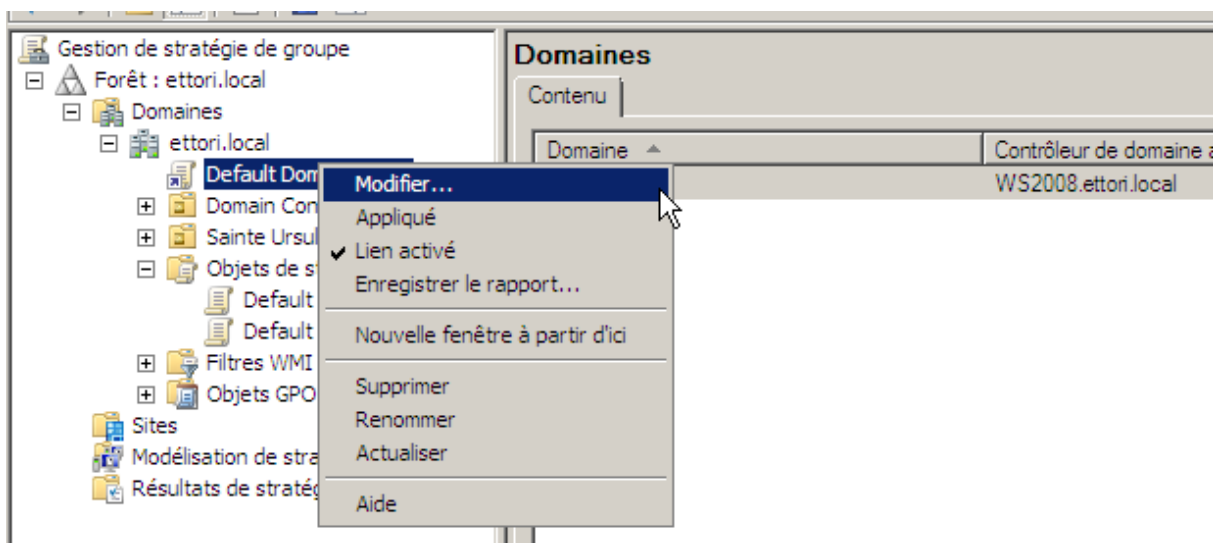 Gestion de stratégie de groupe
Forêt : ettori.local
Domaines
ettori.local
Default Dom
Domain Con
Sainte Ursul
Objets de s
Default
Default
Filtres WMI
Objets GPO
Sites
Modélisation de stra
Résultats de straté
Modifier...
Appliqué
Lien activé
Enregistrer le rapport...
Nouvelle fenêtre à partir d'ici
Supprimer
Renommer
Actualiser
Aide
Domaines
Contenu
Domaine Contrôleur de domaine a
WS2008.ettori.local